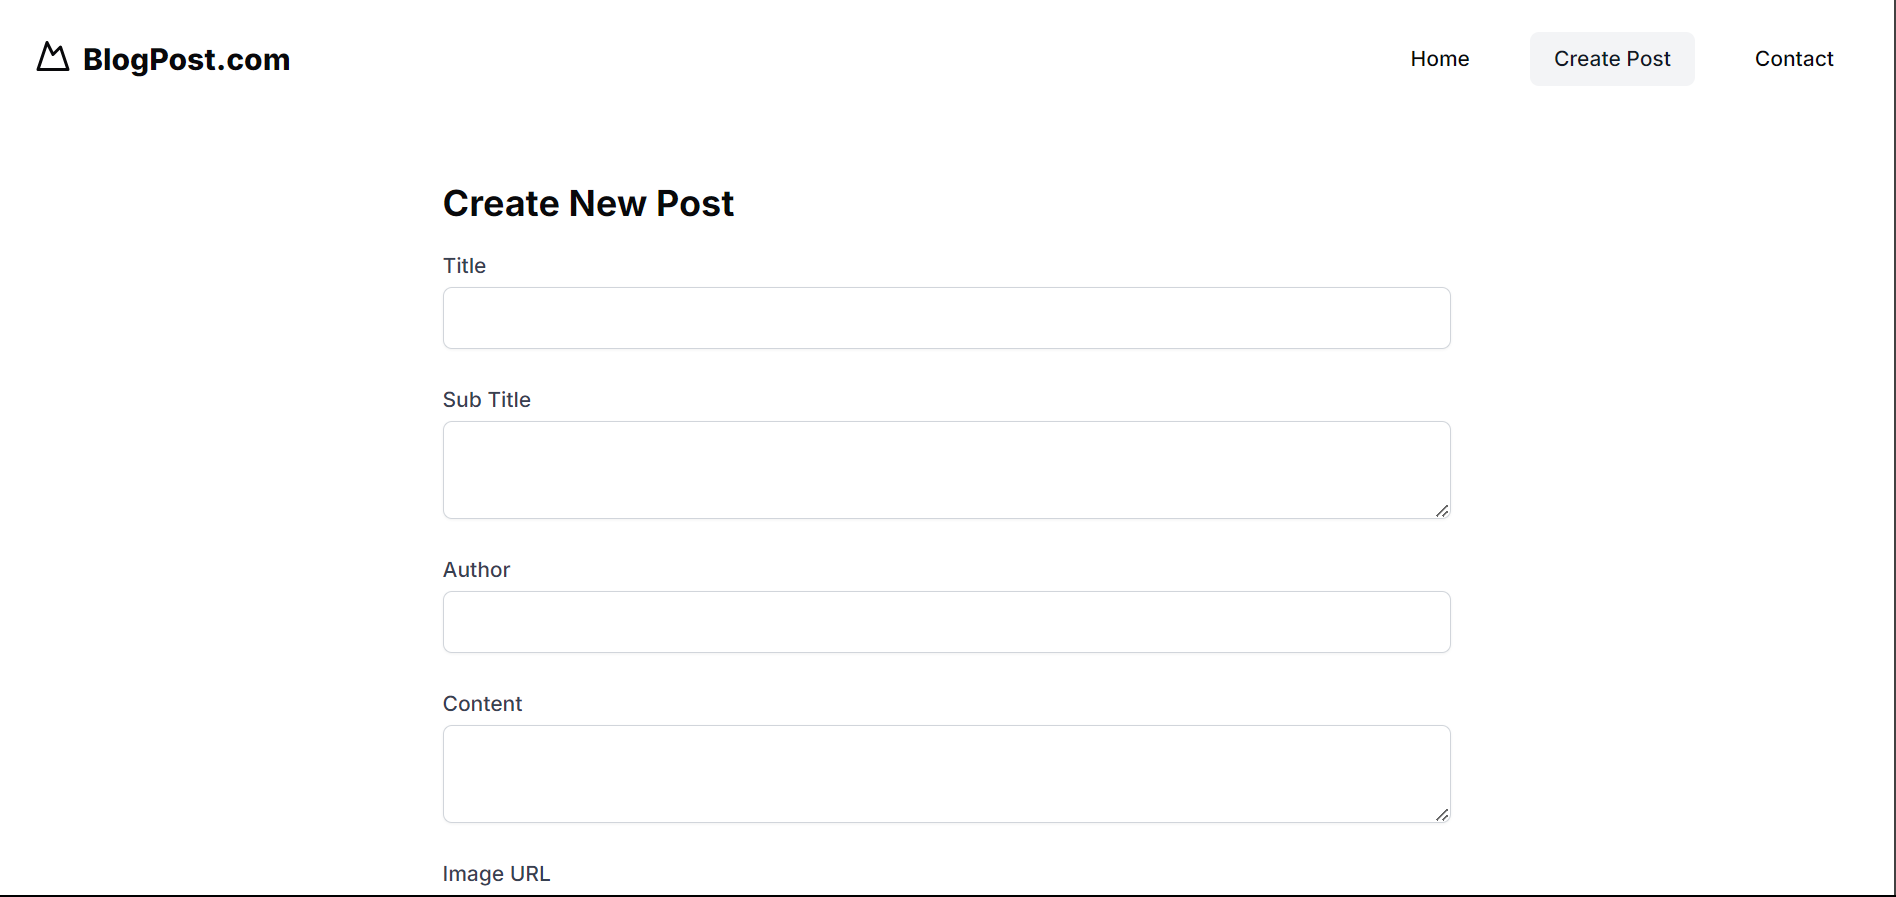 BlogPost.com
Home Create Post Contact
Create New Post
Title
Sub Title
Author
Content
Image URL